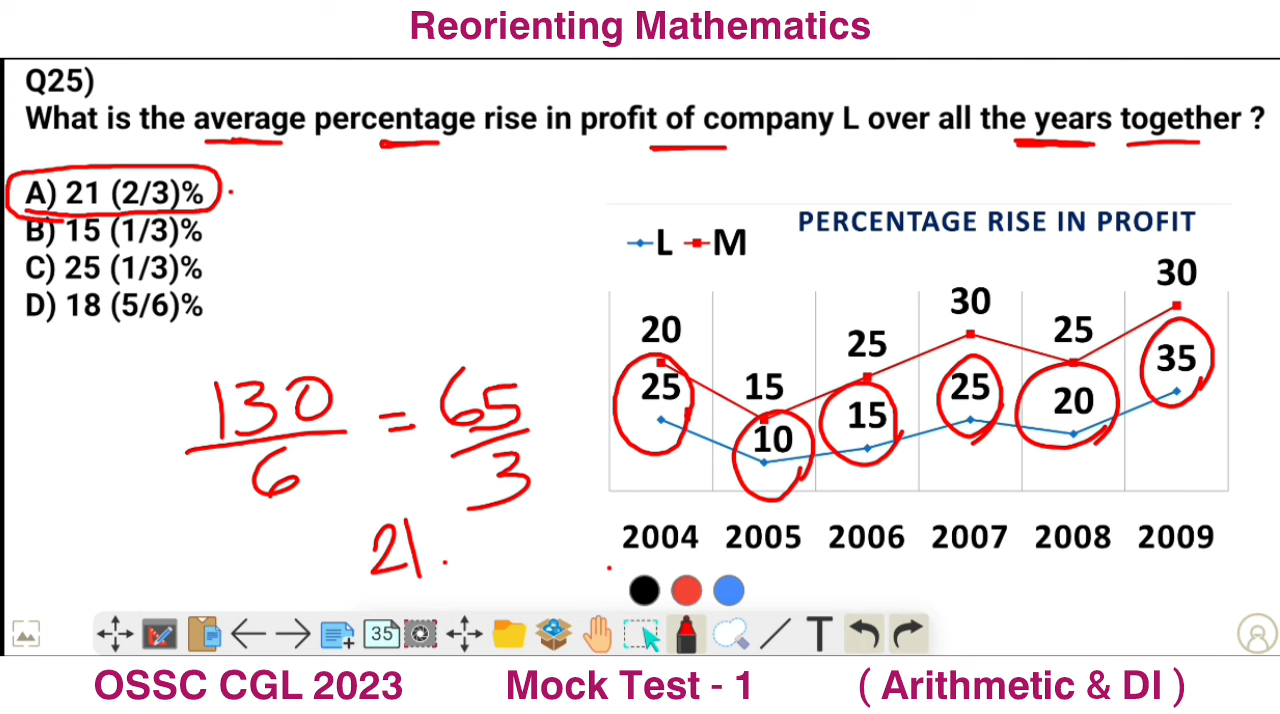 Reorienting Mathematics
Q25)
What is the average percentage rise in profit of company L over all the years together ?
A) 21 (2/3)%
B) 15 (1/3)%
C) 25 (1/3)%
D) 18 (5/6)%
PERCENTAGE RISE IN PROFIT
L M
20 15 25 30 25 30
25 10 15 25 20 35
2004 2005 2006 2007 2008 2009
130/6 = 65/3
21.
35
T
OSSC CGL 2023 Mock Test - 1 ( Arithmetic & DI )